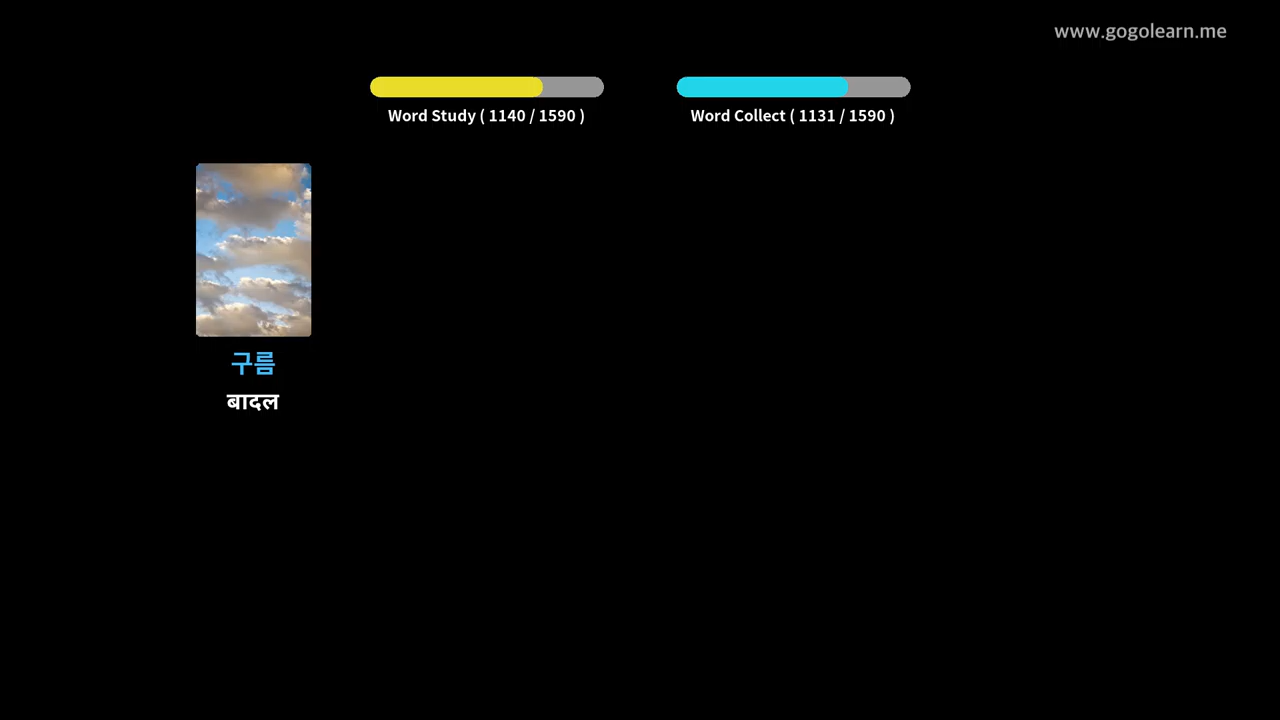 www.gogolearn.me
Word Study ( 1140 / 1590 )
Word Collect ( 1131 / 1590 )
구름
बादल